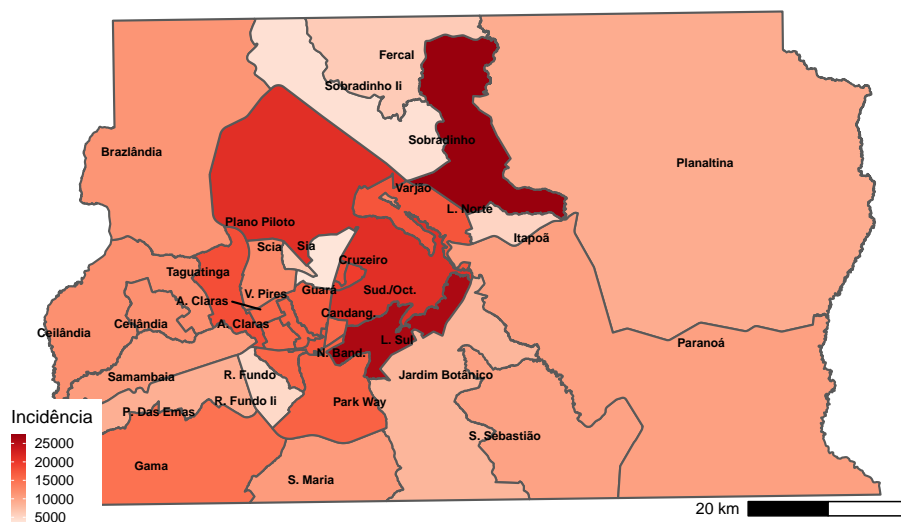 Fercal
Sobradinho Ii
Sobradinho
Brazlândia
Planaltina
Varjão
L. Norte
Plano Piloto
Itapoã
Scia
Sia
Cruzeiro
Taguatinga
V. Pires
Guará
Sud./Oct.
A. Claras
Candang.
Ceilândia
A. Claras
Ceilândia
L. Sul
Paranoá
N. Band.
Samambaia
R. Fundo
Jardim Botânico
R. Fundo Ii
Park Way
P. Das Emas
S. Sebastião
Gama
S. Maria
Incidência
25000
20000
15000
10000
5000
20 km